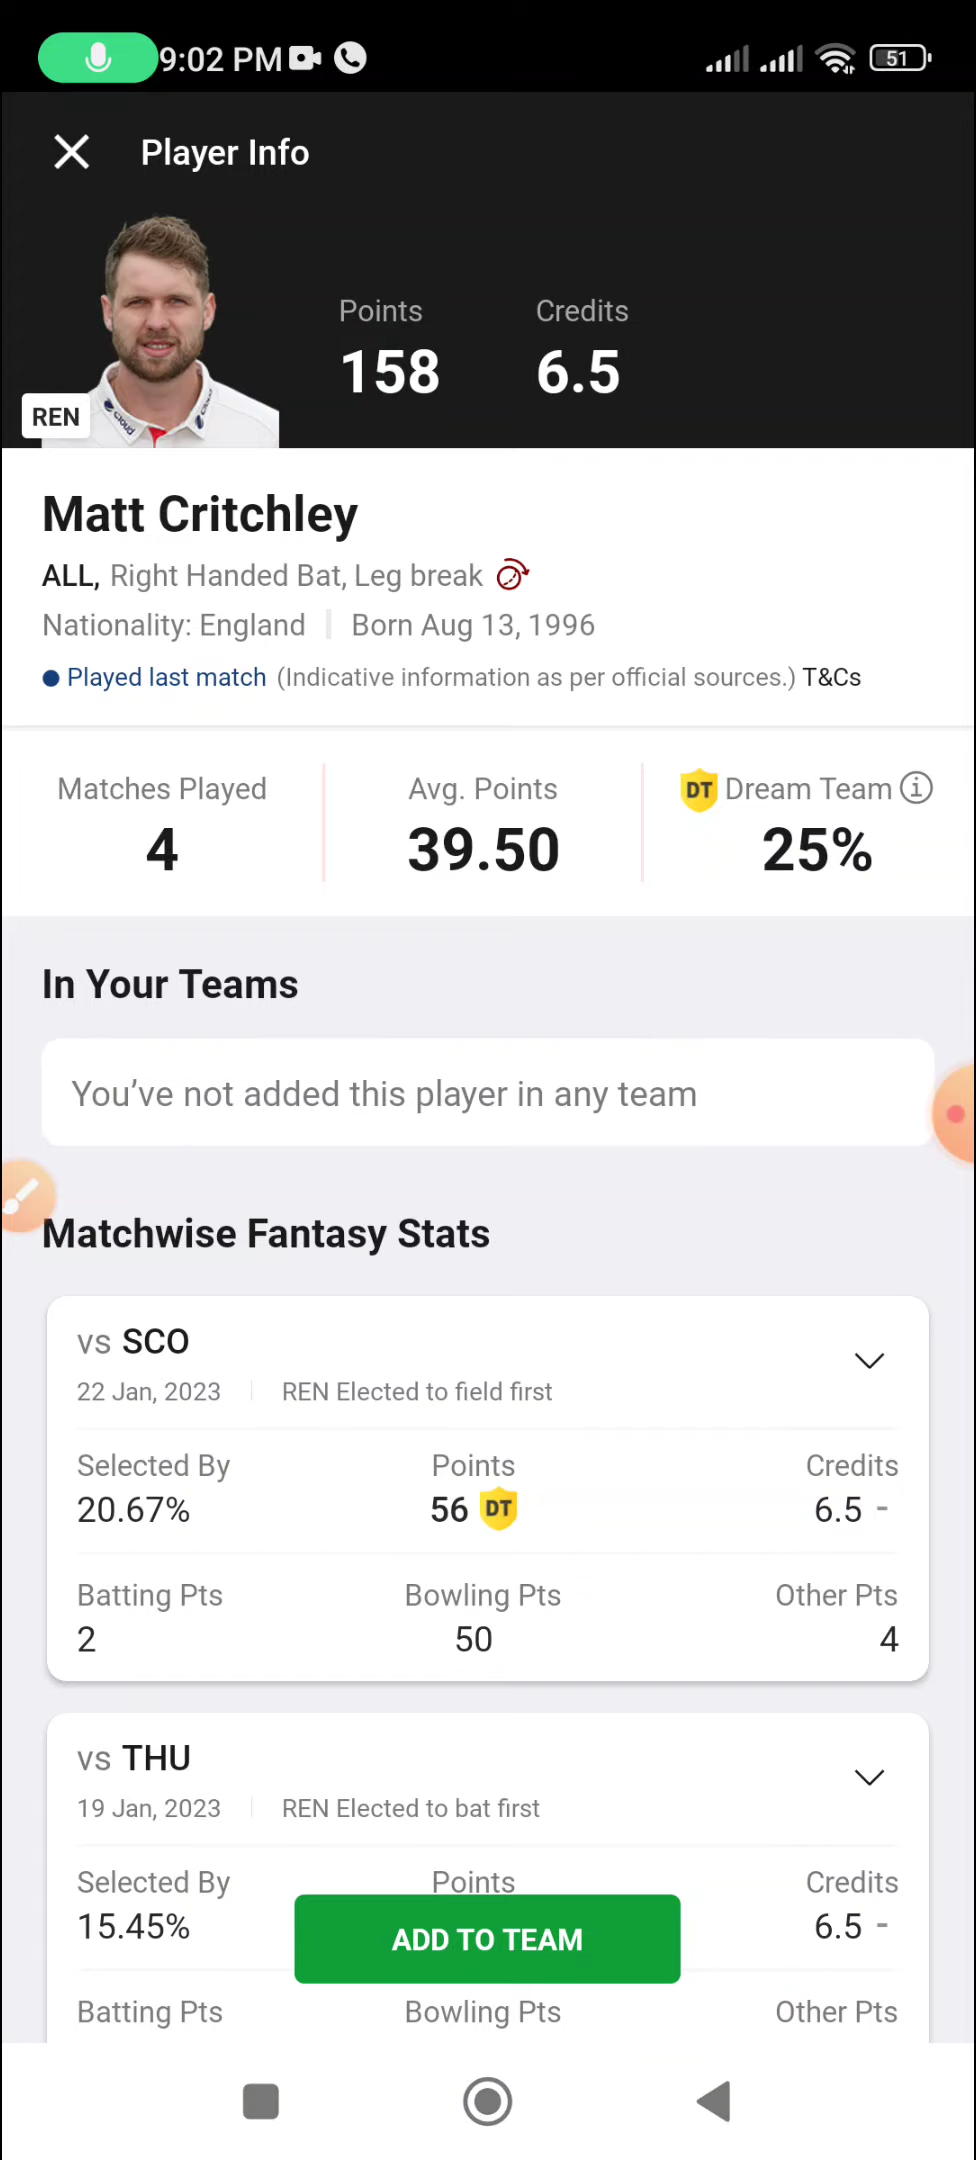 9:02 PM
51
Player Info
Points
Credits
158
6.5
REN
Matt Critchley
ALL, Right Handed Bat, Leg break
Nationality: England | Born Aug 13, 1996
Played last match (Indicative information as per official sources.) T&Cs
Matches Played
4
Avg. Points
39.50
DT Dream Team
25%
In Your Teams
You’ve not added this player in any team
Matchwise Fantasy Stats
vs SCO
22 Jan, 2023
REN Elected to field first
Selected By
Points
Credits
20.67%
56 DT
6.5 -
Batting Pts
Bowling Pts
Other Pts
2
50
4
vs THU
19 Jan, 2023
REN Elected to bat first
Selected By
Points
Credits
15.45%
6.5 -
ADD TO TEAM
Batting Pts
Bowling Pts
Other Pts